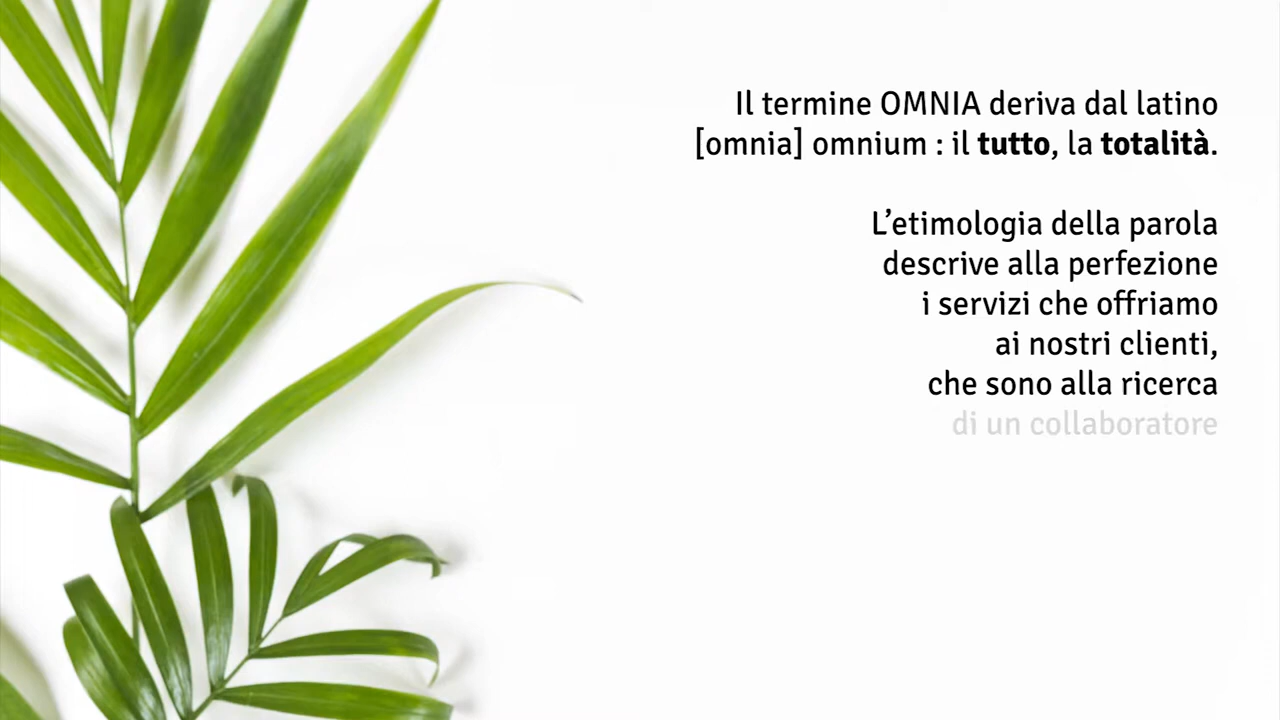 Il termine OMNIA deriva dal latino
[omnia] omnium : il tutto, la totalità.
L’etimologia della parola
descrive alla perfezione
i servizi che offriamo
ai nostri clienti,
che sono alla ricerca
di un collaboratore